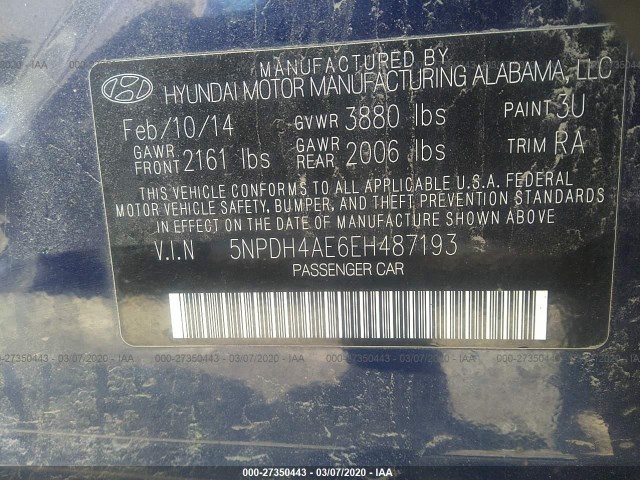 MANUFACTURED BY
HYUNDAI MOTOR MANUFACTURING ALABAMA, LLC
Feb/10/14 GVWR 3880 lbs PAINT 3U
GAWR FRONT 2161 lbs GAWR REAR 2006 lbs TRIM RA
THIS VEHICLE CONFORMS TO ALL APPLICABLE U.S.A. FEDERAL
MOTOR VEHICLE SAFETY, BUMPER, AND THEFT PREVENTION STANDARDS
IN EFFECT ON THE DATE OF MANUFACTURE SHOWN ABOVE
V.I.N 5NPDH4AE6EH487193
PASSENGER CAR
000-27350443 - 03/07/2020 - IAA